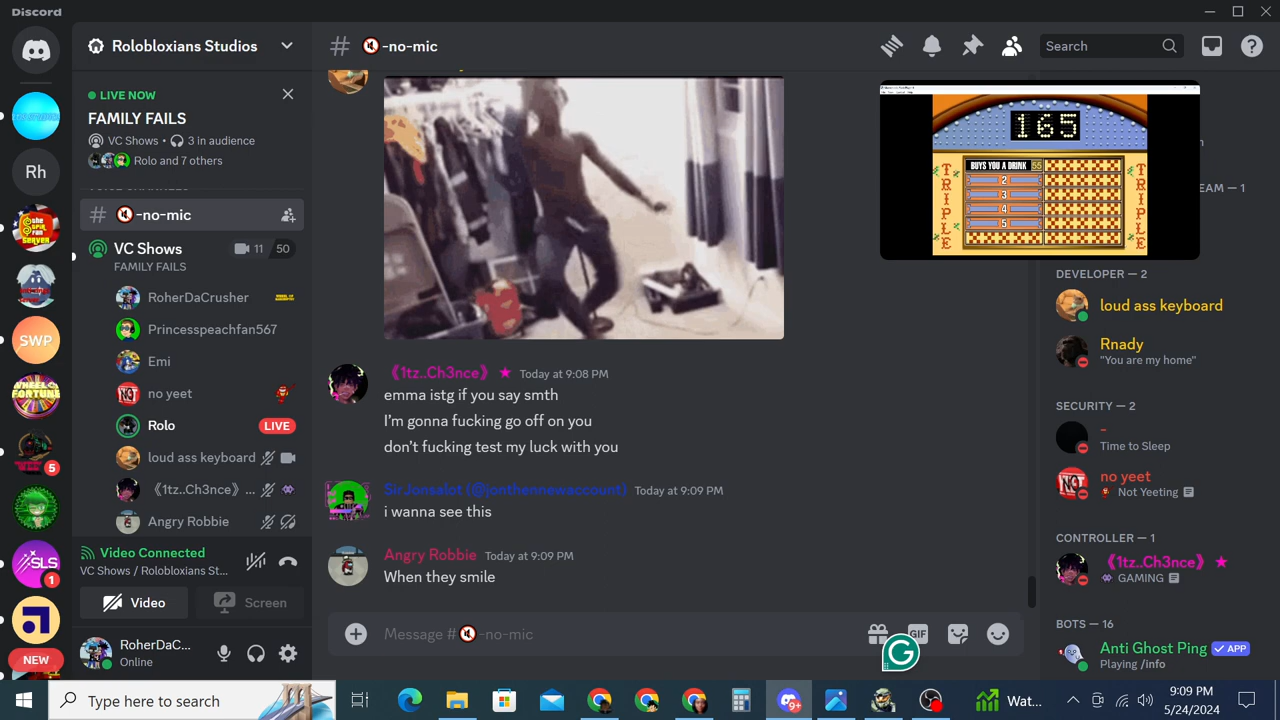 Discord
Rolobloxians Studios
-no-mic
Search
LIVE NOW
FAMILY FAILS
VC Shows • 3 in audience
Rolo and 7 others
Rh
-no-mic
VC Shows
11
50
FAMILY FAILS
RoherDaCrusher
Princesspeachfan567
Emi
no yeet
Rolo
LIVE
loud ass keyboard
《1tz..Ch3nce》...
Angry Robbie
SWP
5
SLS
1
NEW
Video Connected
VC Shows / Rolobloxians St...
Video
Screen
RoherDaC...
Online
《1tz..Ch3nce》 ★ Today at 9:08 PM
emma istg if you say smth
I'm gonna fucking go off on you
don't fucking test my luck with you
Sir Jonsalot (@jonthennewaccount) Today at 9:09 PM
i wanna see this
Angry Robbie Today at 9:09 PM
When they smile
Message # -no-mic
GIF
165
BUYS YOU A DRINK 55
2
3
4
5
TRIPLE
TRIPLE
EAM — 1
DEVELOPER — 2
loud ass keyboard
Rnady
"You are my home"
SECURITY — 2
-
Time to Sleep
no yeet
Not Yeeting
CONTROLLER — 1
《1tz..Ch3nce》 ★
GAMING
BOTS — 16
Anti Ghost Ping ✓ APP
Playing /info
Type here to search
9+
Wat...
9:09 PM
5/24/2024